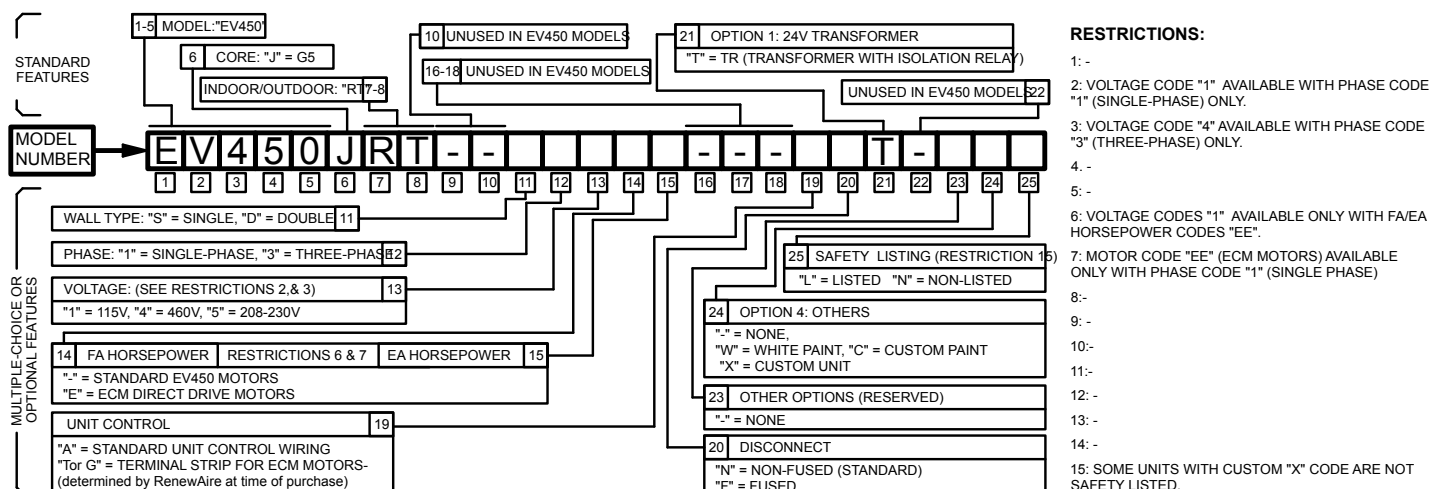 STANDARD
FEATURES
1-5 MODEL:"EV450"
6 CORE: "J" = G5
INDOOR/OUTDOOR: "RT" 7-8
10 UNUSED IN EV450 MODELS
16-18 UNUSED IN EV450 MODELS
21 OPTION 1: 24V TRANSFORMER
"T" = TR (TRANSFORMER WITH ISOLATION RELAY)
UNUSED IN EV450 MODELS 22
MODEL
NUMBER
E V 4 5 0 J R T - - - - - T -
1 2 3 4 5 6 7 8 9 10 11 12 13 14 15 16 17 18 19 20 21 22 23 24 25
MULTIPLE-CHOICE OR
OPTIONAL FEATURES
WALL TYPE: "S" = SINGLE, "D" = DOUBLE 11
PHASE: "1" = SINGLE-PHASE, "3" = THREE-PHASE 12
VOLTAGE: (SEE RESTRICTIONS 2,& 3) 13
"1" = 115V, "4" = 460V, "5" = 208-230V
14 FA HORSEPOWER RESTRICTIONS 6 & 7 EA HORSEPOWER 15
"-" = STANDARD EV450 MOTORS
"E" = ECM DIRECT DRIVE MOTORS
UNIT CONTROL 19
"A" = STANDARD UNIT CONTROL WIRING
"Tor G" = TERMINAL STRIP FOR ECM MOTORS-
(determined by RenewAire at time of purchase)
25 SAFETY LISTING (RESTRICTION 15)
"L" = LISTED "N" = NON-LISTED
24 OPTION 4: OTHERS
"-" = NONE,
"W" = WHITE PAINT, "C" = CUSTOM PAINT
"X" = CUSTOM UNIT
23 OTHER OPTIONS (RESERVED)
"-" = NONE
20 DISCONNECT
"N" = NON-FUSED (STANDARD)
"F" = FUSED
RESTRICTIONS:
1: -
2: VOLTAGE CODE "1" AVAILABLE WITH PHASE CODE
"1" (SINGLE-PHASE) ONLY.
3: VOLTAGE CODE "4" AVAILABLE WITH PHASE CODE
"3" (THREE-PHASE) ONLY.
4. -
5: -
6: VOLTAGE CODES "1" AVAILABLE ONLY WITH FA/EA
HORSEPOWER CODES "EE".
7: MOTOR CODE "EE" (ECM MOTORS) AVAILABLE
ONLY WITH PHASE CODE "1" (SINGLE PHASE)
8:-
9: -
10:-
11:-
12: -
13: -
14: -
15: SOME UNITS WITH CUSTOM "X" CODE ARE NOT
SAFETY LISTED.